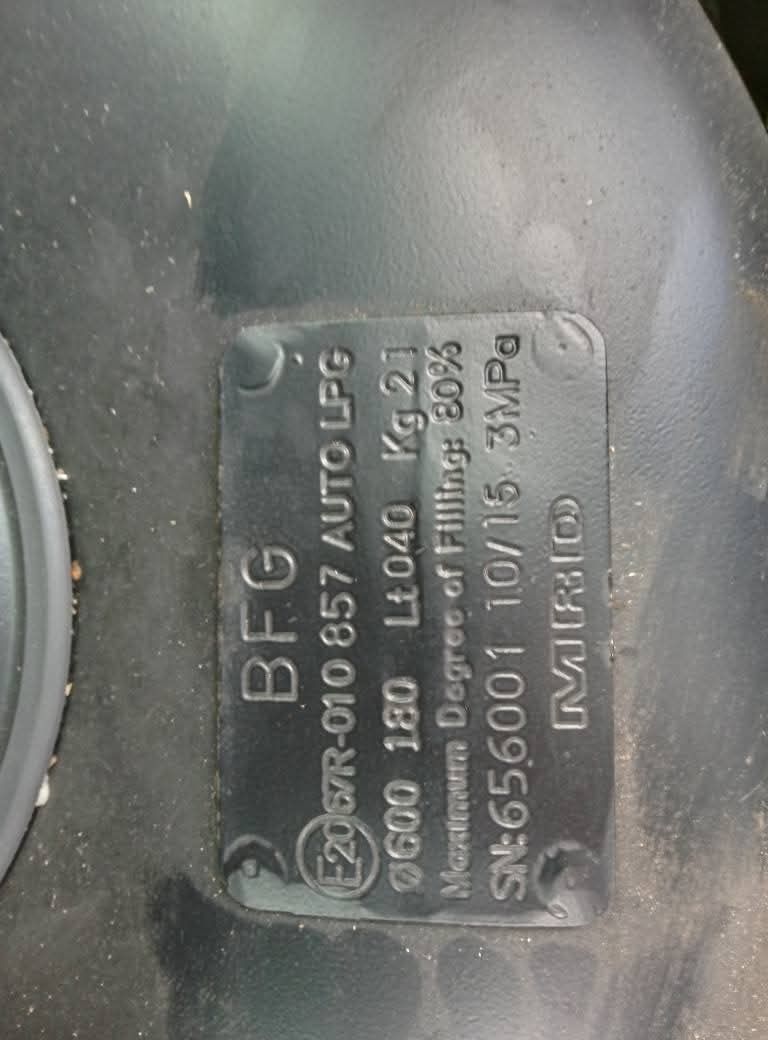 BFG
E20 67R-010 857 AUTO LPG
ø600 180 Lt 040 Kg 21
Maximum Degree of Filling: 80%
SN:656001 10/15 3MPa
MRD